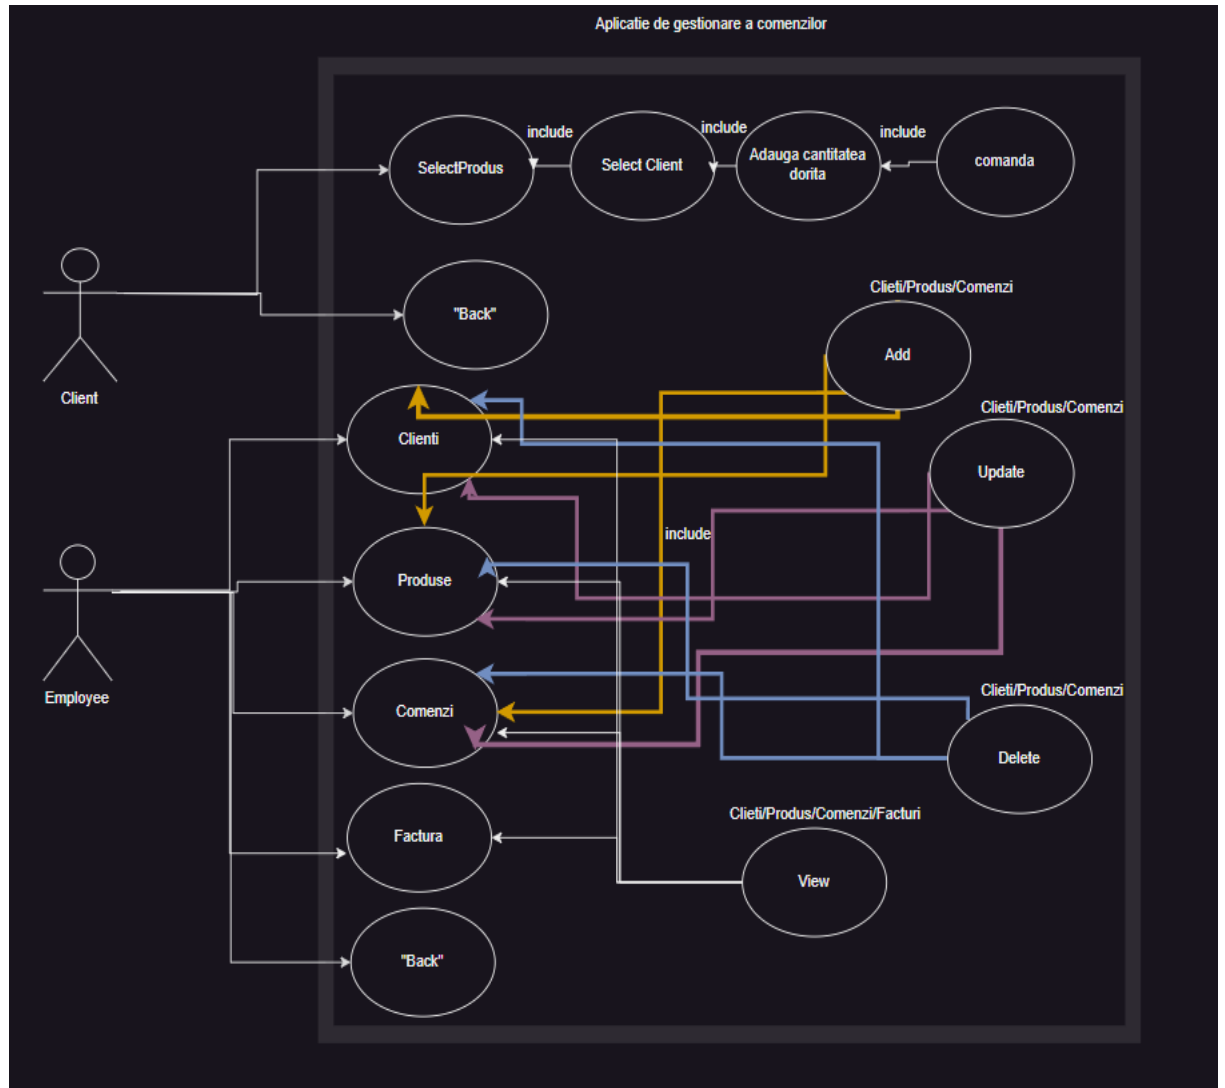 Aplicatie de gestionare a comenzilor
include
include
include
SelectProdus
Select Client
Adauga cantitatea
dorita
comanda
"Back"
Clieti/Produs/Comenzi
Add
Client
Clienti
Clieti/Produs/Comenzi
Update
include
Produse
Employee
Comenzi
Clieti/Produs/Comenzi
Delete
Factura
Clieti/Produs/Comenzi/Facturi
View
"Back"